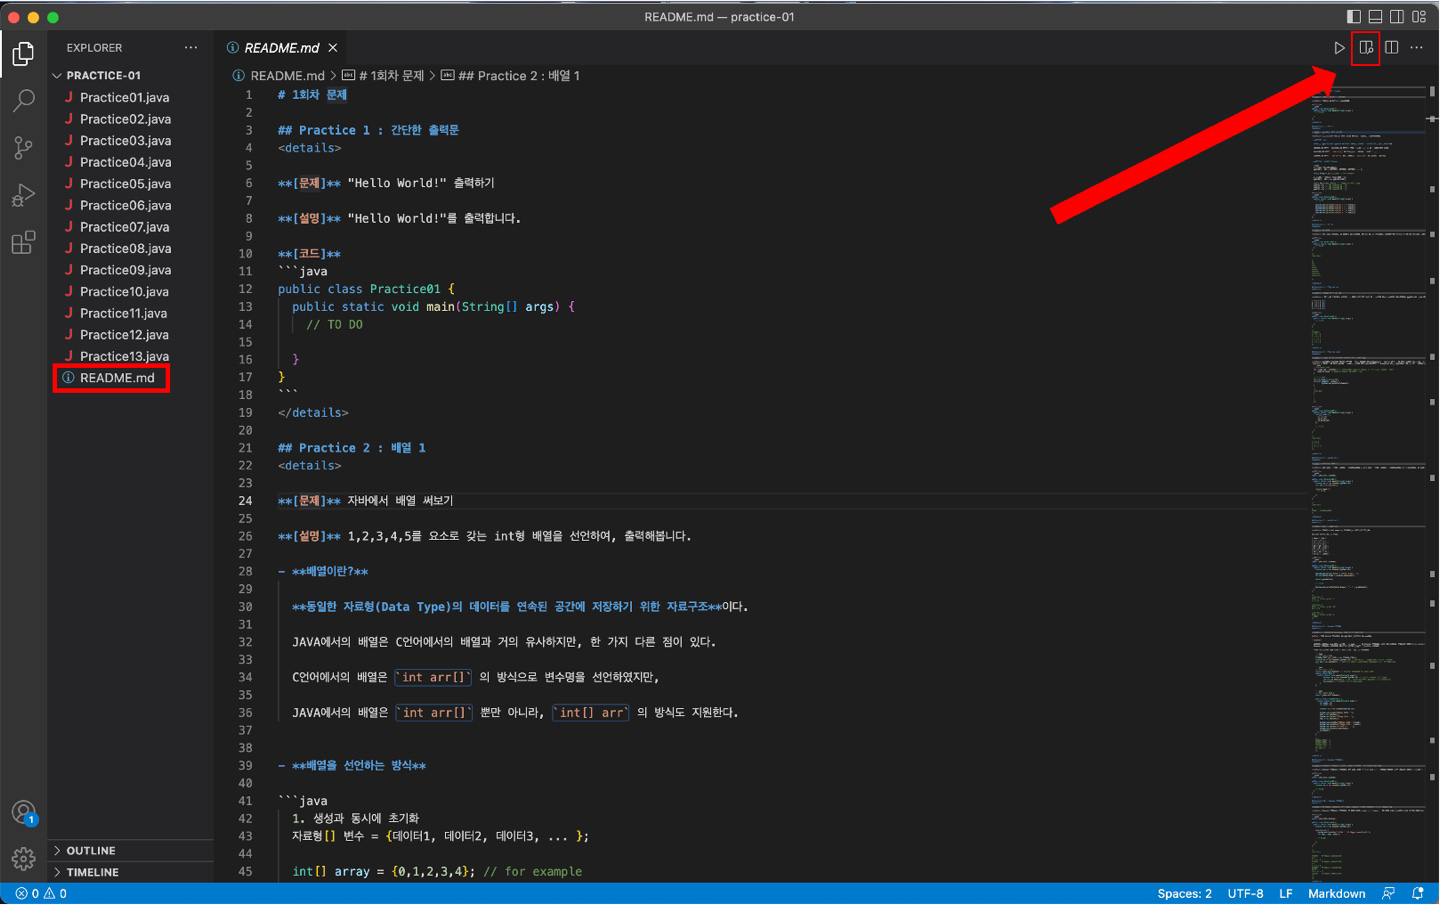 README.md — practice-01
EXPLORER
PRACTICE-01
Practice01.java
Practice02.java
Practice03.java
Practice04.java
Practice05.java
Practice06.java
Practice07.java
Practice08.java
Practice09.java
Practice10.java
Practice11.java
Practice12.java
Practice13.java
README.md
OUTLINE
TIMELINE
README.md
README.md > # 1회차 문제 > ## Practice 2 : 배열 1
1 # 1회차 문제
2
3 ## Practice 1 : 간단한 출력문
4 <details>
5
6 **[문제]** "Hello World!" 출력하기
7
8 **[설명]** "Hello World!"를 출력합니다.
9
10 **[코드]**
11 ```java
12 public class Practice01 {
13 public static void main(String[] args) {
14 // TO DO
15
16 }
17 }
18 ```
19 </details>
20
21 ## Practice 2 : 배열 1
22 <details>
23
24 **[문제]** 자바에서 배열 써보기
25
26 **[설명]** 1,2,3,4,5를 요소로 갖는 int형 배열을 선언하여, 출력해봅니다.
27
28 - **배열이란?**
29
30 **동일한 자료형(Data Type)의 데이터를 연속된 공간에 저장하기 위한 자료구조**이다.
31
32 JAVA에서의 배열은 C언어에서의 배열과 거의 유사하지만, 한 가지 다른 점이 있다.
33
34 C언어에서의 배열은 `int arr[]` 의 방식으로 변수명을 선언하였지만,
35
36 JAVA에서의 배열은 `int arr[]` 뿐만 아니라, `int[] arr` 의 방식도 지원한다.
37
38
39 - **배열을 선언하는 방식**
40
41 ```java
42 1. 생성과 동시에 초기화
43 자료형[] 변수 = {데이터1, 데이터2, 데이터3, ... };
44
45 int[] array = {0,1,2,3,4}; // for example
1
0 0
Spaces: 2 UTF-8 LF Markdown